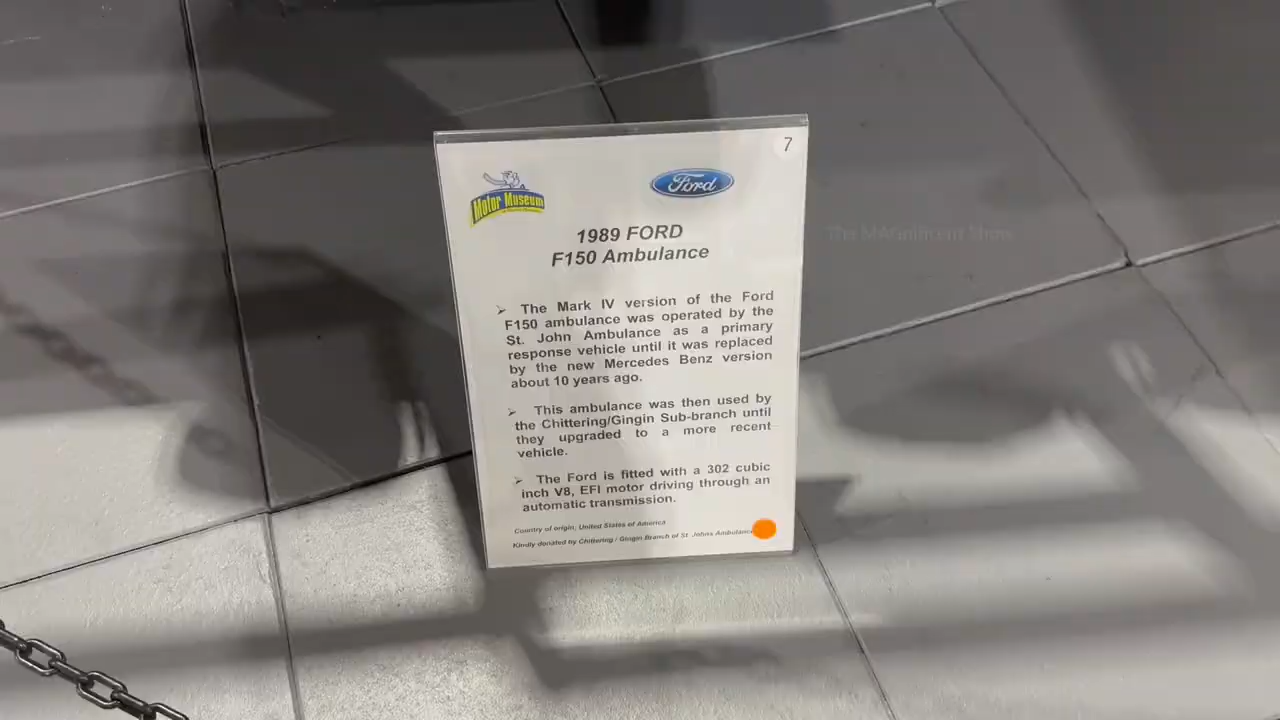 7
Motor Museum
Ford
1989 FORD
F150 Ambulance
➢ The Mark IV version of the Ford
F150 ambulance was operated by the
St. John Ambulance as a primary
response vehicle until it was replaced
by the new Mercedes Benz version
about 10 years ago.
➢ This ambulance was then used by
the Chittering/Gingin Sub-branch until
they upgraded to a more recent
vehicle.
➢ The Ford is fitted with a 302 cubic
inch V8, EFI motor driving through an
automatic transmission.
Country of origin; United States of America
Kindly donated by Chittering / Gingin Branch of St. Johns Ambulance
The MAgnificent Show